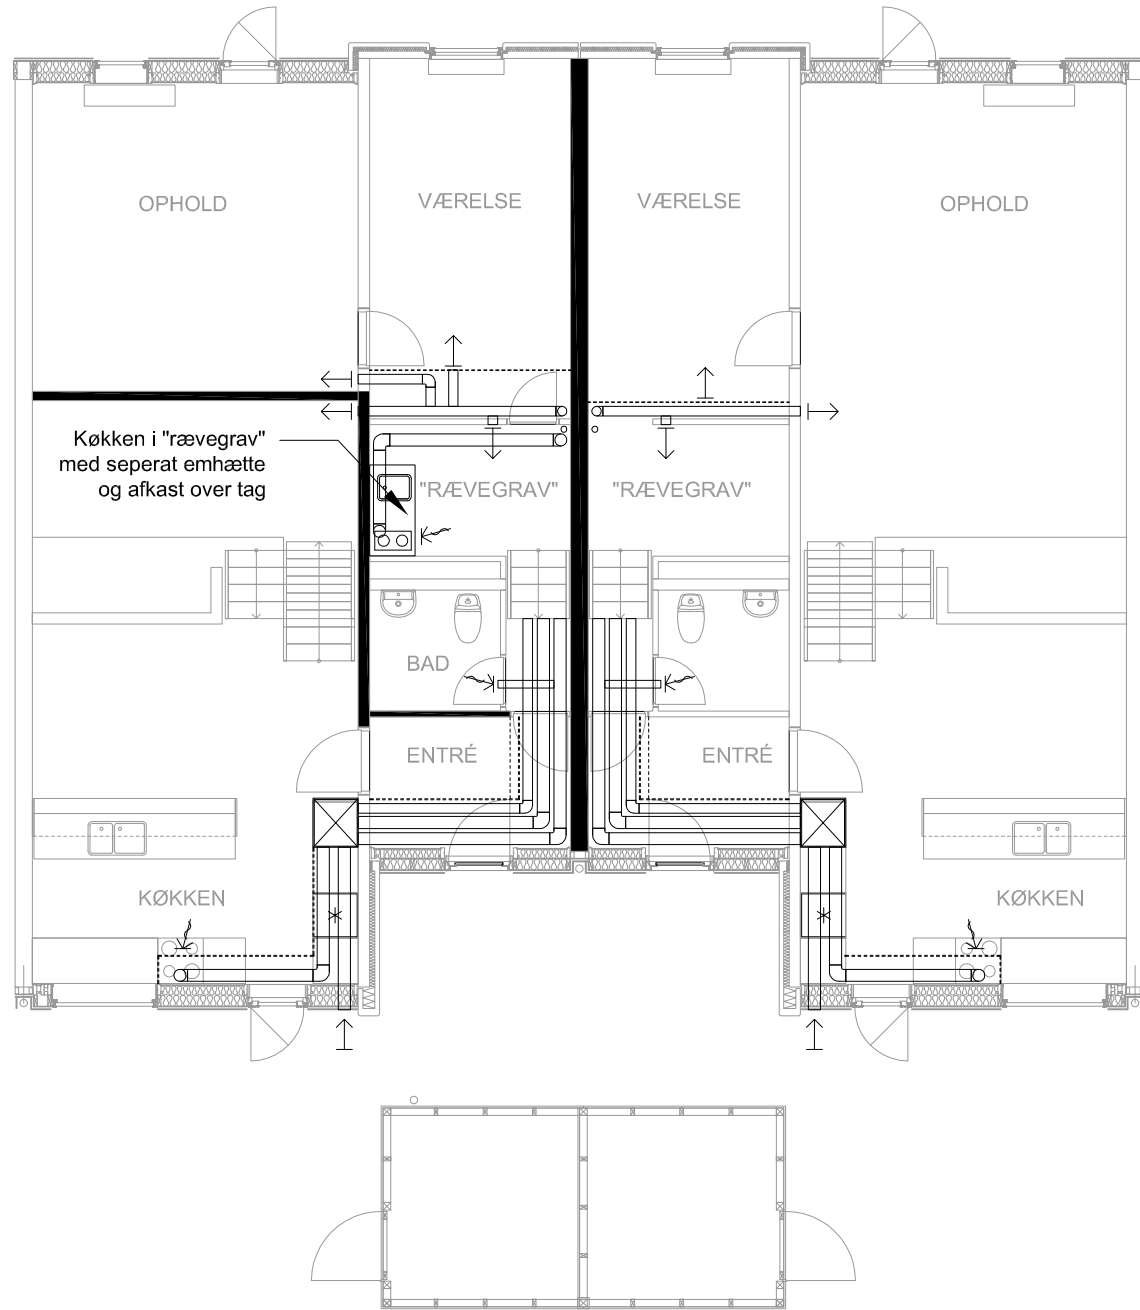 OPHOLD
VÆRELSE
VÆRELSE
OPHOLD
Køkken i "rævegrav"
med seperat emhætte
og afkast over tag
"RÆVEGRAV"
"RÆVEGRAV"
BAD
ENTRÉ
ENTRÉ
KØKKEN
KØKKEN